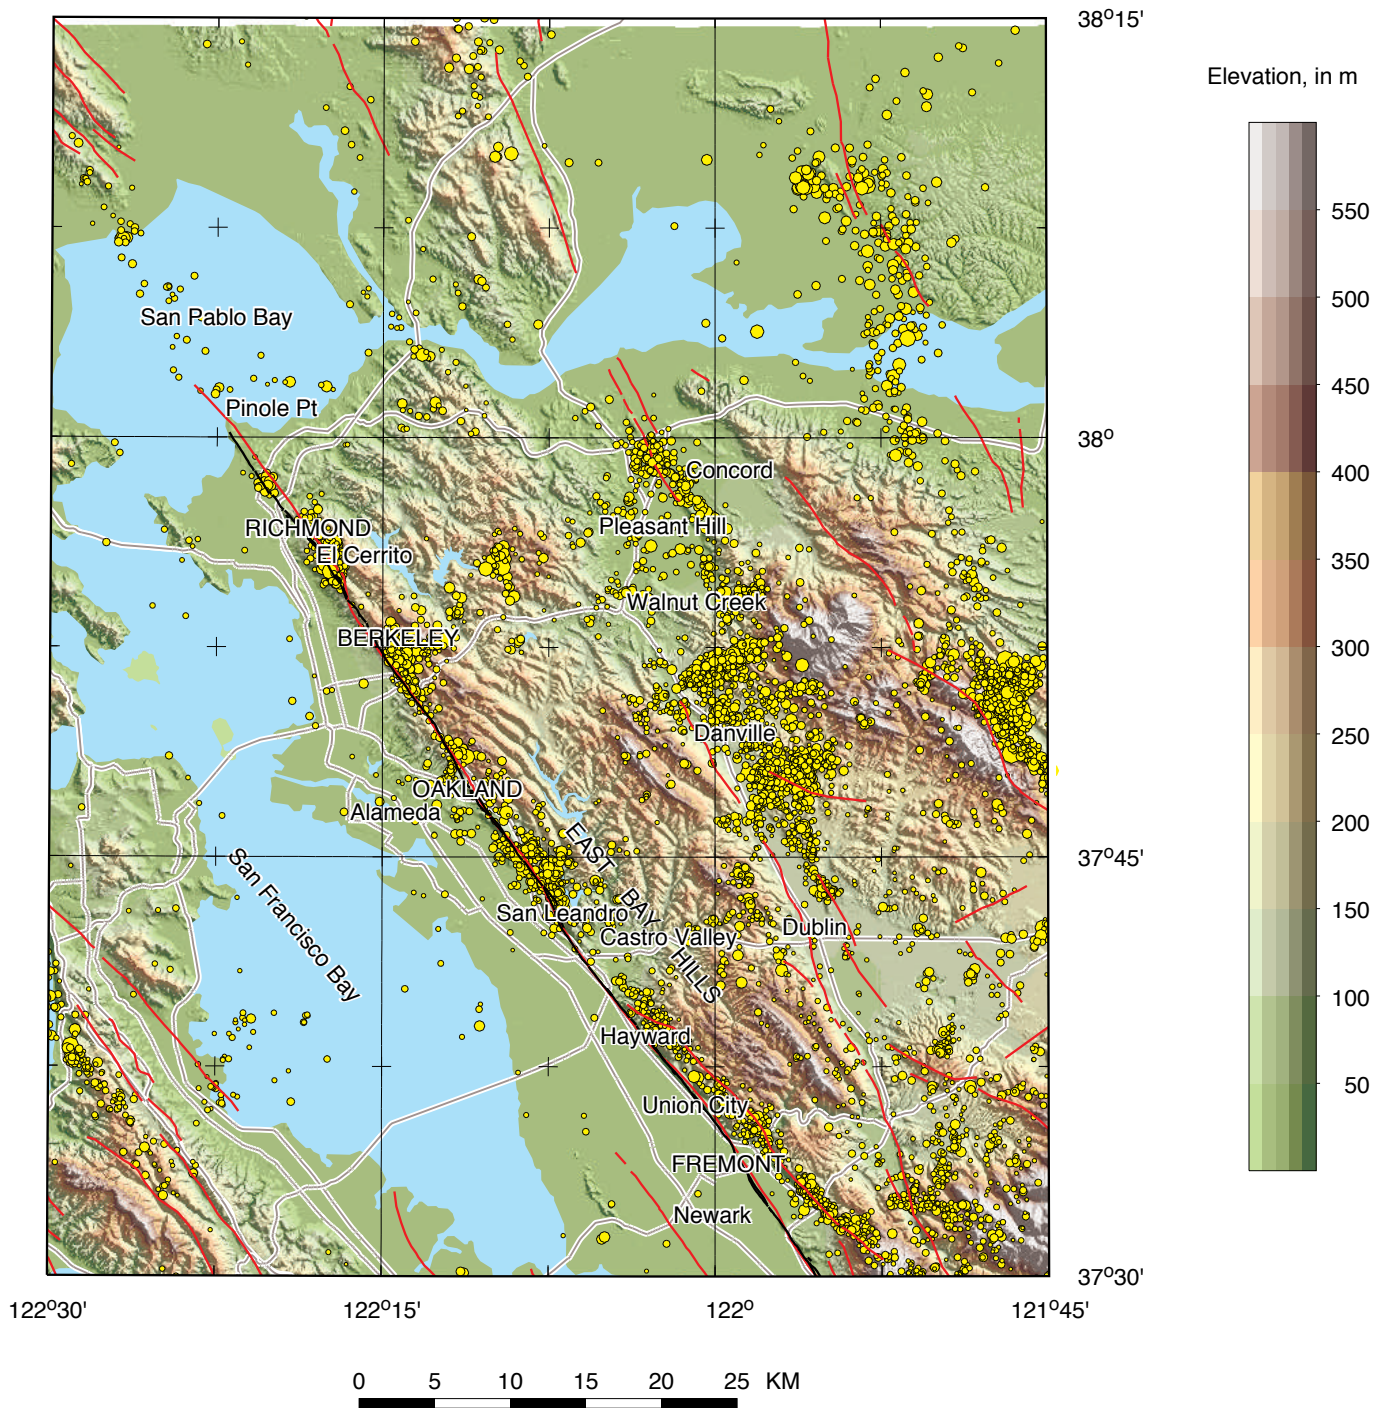 38°15'
Elevation, in m
550
500
450
400
350
300
250
200
150
100
50
San Pablo Bay
Pinole Pt
38°
Concord
RICHMOND
Pleasant Hill
El Cerrito
Walnut Creek
BERKELEY
Danville
OAKLAND
Alameda
37°45'
EAST BAY HILLS
San Francisco Bay
San Leandro
Castro Valley
Dublin
Hayward
Union City
FREMONT
Newark
37°30'
122°30'
122°15'
122°
121°45'
0 5 10 15 20 25 KM